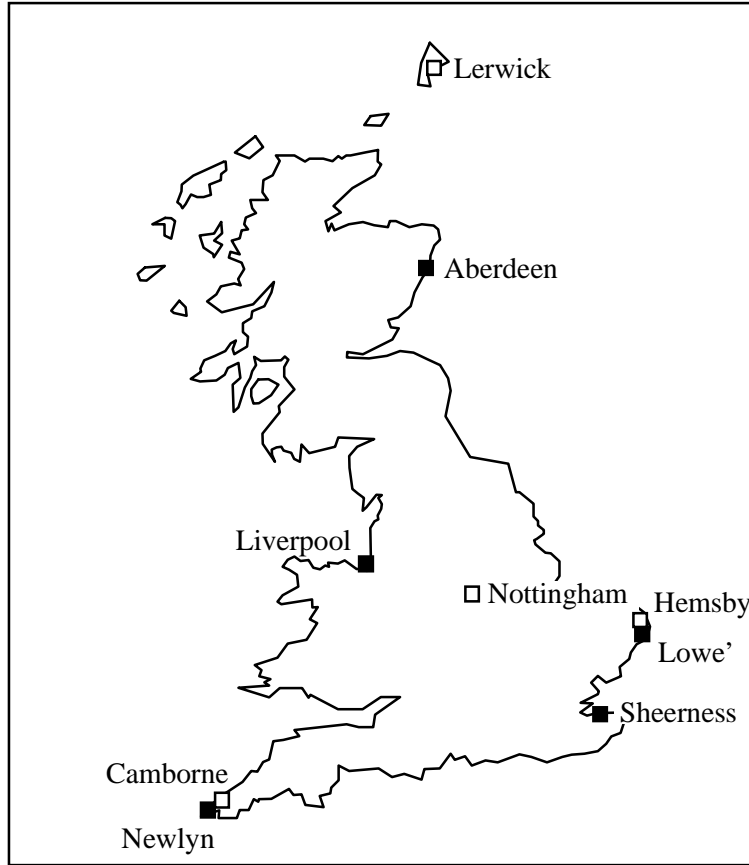 Lerwick
Aberdeen
Liverpool
Nottingham
Hemsby
Lowe’
Sheerness
Camborne
Newlyn